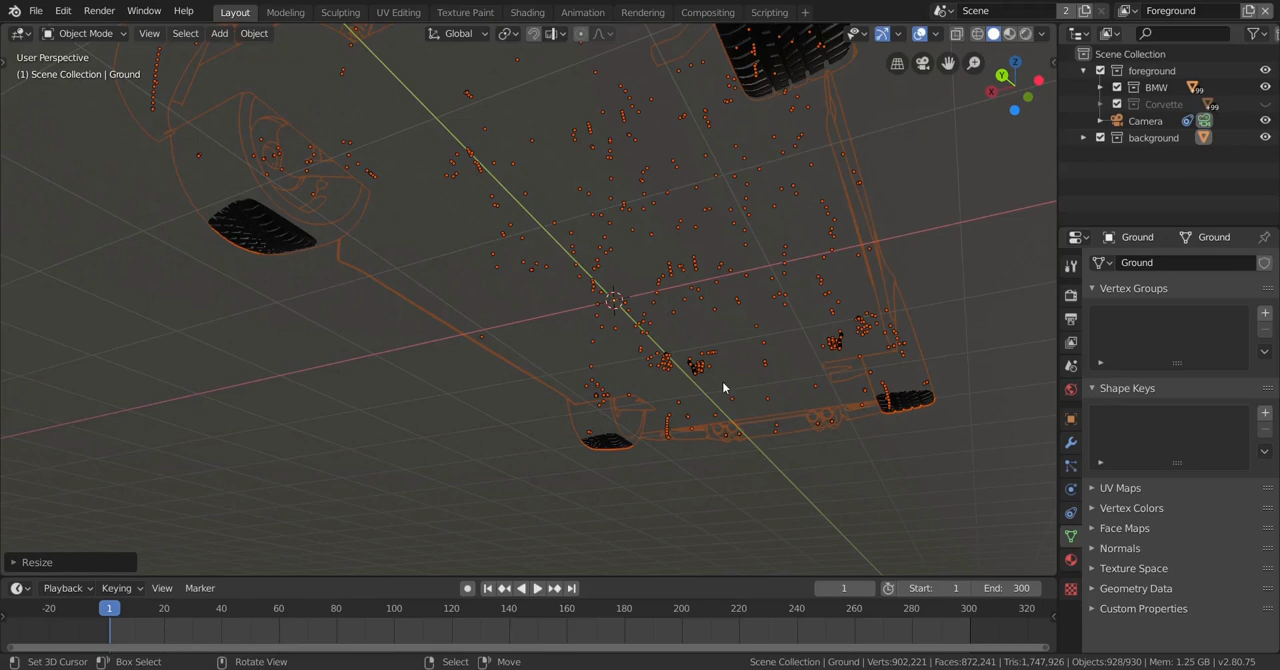 File Edit Render Window Help Layout Modeling Sculpting UV Editing Texture Paint Shading Animation Rendering Compositing Scripting + Scene 2 Foreground
Object Mode View Select Add Object Global
User Perspective
(1) Scene Collection | Ground
Z
Y
X
Resize
Scene Collection
foreground
BMW +99
Corvette +99
Camera
background
Ground Ground
Ground
Vertex Groups
Shape Keys
UV Maps
Vertex Colors
Face Maps
Normals
Texture Space
Geometry Data
Custom Properties
Playback Keying View Marker 1 Start: 1 End: 300
-20 1 20 40 60 80 100 120 140 160 180 200 220 240 260 280 300 320
Set 3D Cursor Box Select Rotate View Select Move Scene Collection | Ground | Verts:902,221 | Faces:872,241 | Tris:1,747,926 | Objects:928/930 | Mem: 1.25 GB | v2.80.75